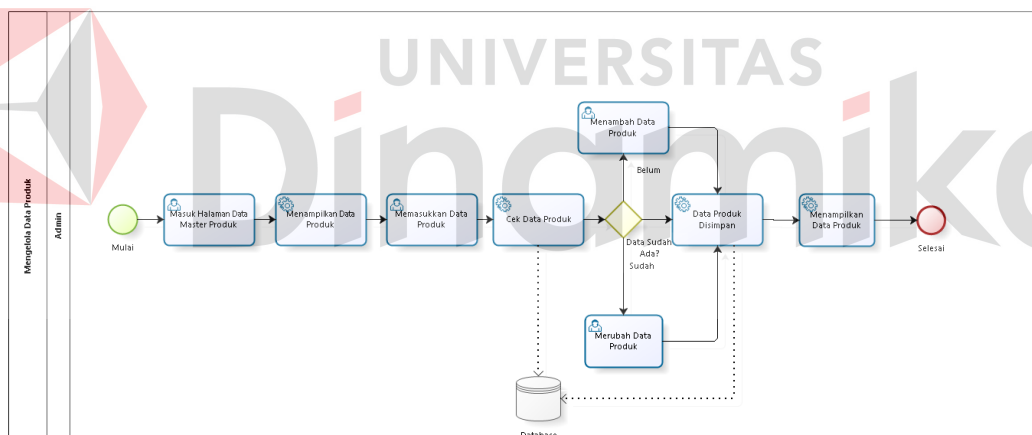 UNIVERSITAS
Dinamika
Mengelola Data Produk
Admin
Mulai
Masuk Halaman Data
Master Produk
Menampilkan Data
Produk
Memasukkan Data
Produk
Cek Data Produk
Menambah Data
Produk
Belum
Data Sudah
Ada?
Sudah
Merubah Data
Produk
Data Produk
Disimpan
Menampilkan
Data Produk
Selesai
Database